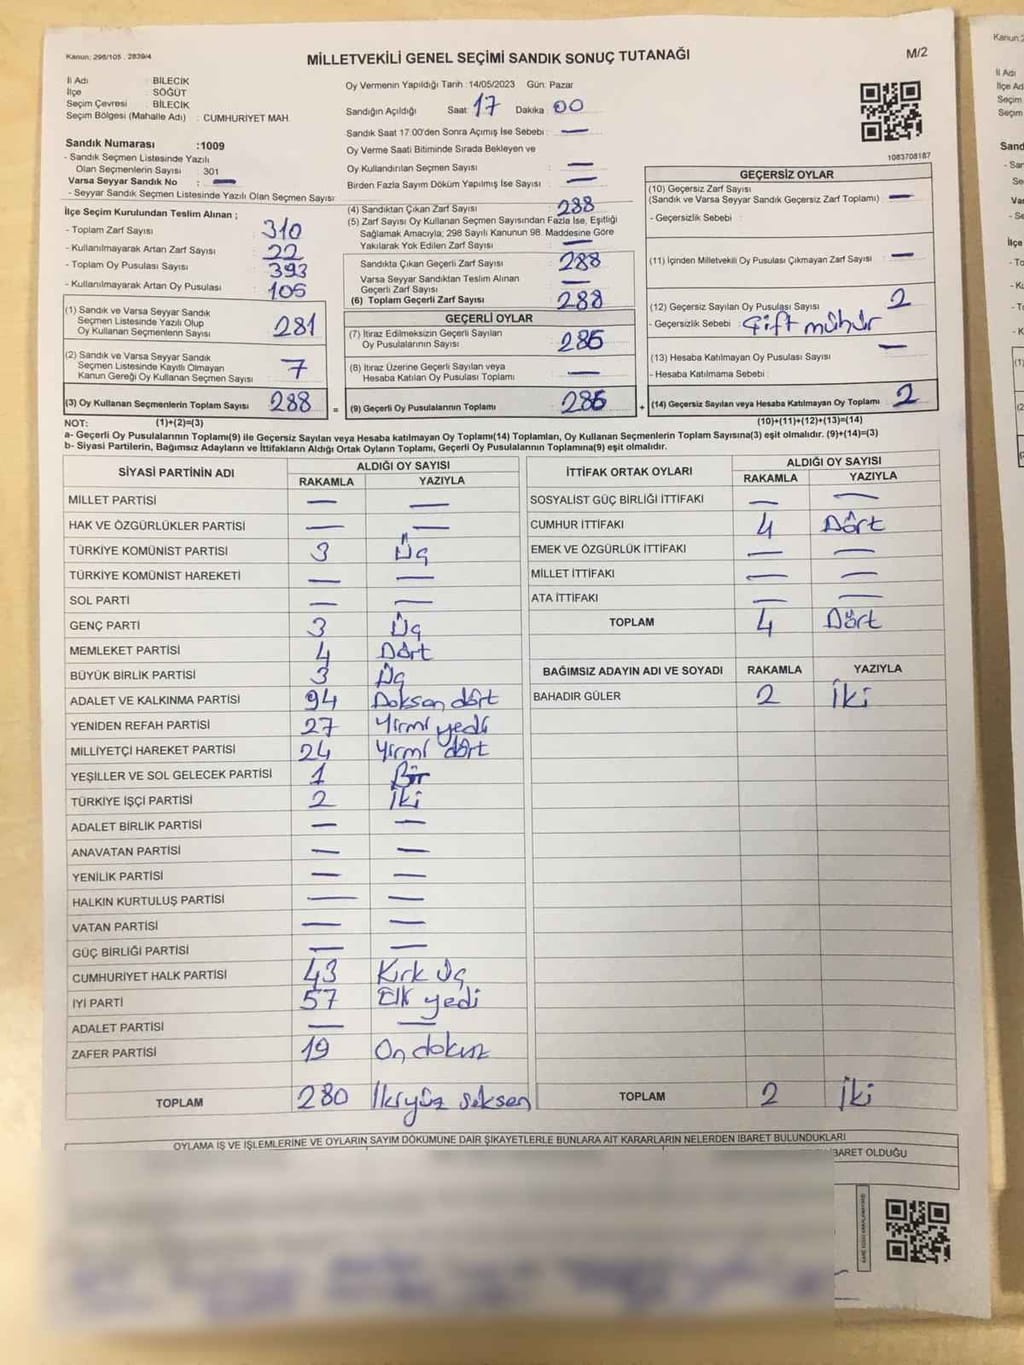 Kanun: 298/105 , 2839/4
MİLLETVEKİLİ GENEL SEÇİMİ SANDIK SONUÇ TUTANAĞI
M/2
İl Adı : BİLECİK
İlçe : SÖĞÜT
Seçim Çevresi : BİLECİK
Seçim Bölgesi (Mahalle Adı) : CUMHURİYET MAH.
Oy Vermenin Yapıldığı Tarih : 14/05/2023 Gün: Pazar
Sandığın Açıldığı Saat : 17 Dakika : 00
Sandık Saat 17.00'den Sonra Açımış İse Sebebi : —
Oy Verme Saati Bitiminde Sırada Bekleyen ve
Oy Kullandırılan Seçmen Sayısı : —
Birden Fazla Sayım Döküm Yapılmış İse Sayısı : —
1083708187
Sandık Numarası :1009
- Sandık Seçmen Listesinde Yazılı
Olan Seçmenlerin Sayısı : 301
Varsa Seyyar Sandık No : —
- Seyyar Sandık Seçmen Listesinde Yazılı Olan Seçmen Sayısı :
İlçe Seçim Kurulundan Teslim Alınan ;
- Toplam Zarf Sayısı : 310
- Kullanılmayarak Artan Zarf Sayısı : 22
- Toplam Oy Pusulası Sayısı : 393
- Kullanılmayarak Artan Oy Pusulası : 105
(1) Sandık ve Varsa Seyyar Sandık
Seçmen Listesinde Yazılı Olup
Oy Kullanan Seçmenlerin Sayısı : 281
(2) Sandık ve Varsa Seyyar Sandık
Seçmen Listesinde Kayıtlı Olmayan
Kanun Gereği Oy Kullanan Seçmen Sayısı : 7
(3) Oy Kullanan Seçmenlerin Toplam Sayısı : 288
(4) Sandıktan Çıkan Zarf Sayısı : 288
(5) Zarf Sayısı Oy Kullanan Seçmen Sayısından Fazla İse, Eşitliği
Sağlamak Amacıyla; 298 Sayılı Kanunun 98. Maddesine Göre
Yakılarak Yok Edilen Zarf Sayısı : —
Sandıkta Çıkan Geçerli Zarf Sayısı : 288
Varsa Seyyar Sandıktan Teslim Alınan
Geçerli Zarf Sayısı : —
(6) Toplam Geçerli Zarf Sayısı : 288
GEÇERLİ OYLAR
(7) İtiraz Edilmeksizin Geçerli Sayılan
Oy Pusulalarının Sayısı : 286
(8) İtiraz Üzerine Geçerli Sayılan veya
Hesaba Katılan Oy Pusulası Toplamı : —
= (9) Geçerli Oy Pusulalarının Toplamı : 286 +
GEÇERSİZ OYLAR
(10) Geçersiz Zarf Sayısı
(Sandık ve Varsa Seyyar Sandık Geçersiz Zarf Toplamı) : —
- Geçersizlik Sebebi :
(11) İçinden Milletvekili Oy Pusulası Çıkmayan Zarf Sayısı : —
(12) Geçersiz Sayılan Oy Pusulası Sayısı : 2
- Geçersizlik Sebebi : Çift mühür
(13) Hesaba Katılmayan Oy Pusulası Sayısı : —
- Hesaba Katılmama Sebebi :
(14) Geçersiz Sayılan veya Hesaba Katılmayan Oy Toplamı : 2
NOT: (1)+(2)=(3) (10)+(11)+(12)+(13)=(14)
a- Geçerli Oy Pusulalarının Toplamı(9) ile Geçersiz Sayılan veya Hesaba katılmayan Oy Toplamı(14) Toplamları, Oy Kullanan Seçmenlerin Toplam Sayısına(3) eşit olmalıdır. (9)+(14)=(3)
b- Siyasi Partilerin, Bağımsız Adayların ve İttifakların Aldığı Ortak Oyların Toplamı, Geçerli Oy Pusulalarının Toplamına(9) eşit olmalıdır.
SİYASİ PARTİNİN ADI ALDIĞI OY SAYISI
RAKAMLA YAZIYLA
MİLLET PARTİSİ — —
HAK VE ÖZGÜRLÜKLER PARTİSİ — —
TÜRKİYE KOMÜNİST PARTİSİ 3 Üç
TÜRKİYE KOMÜNİST HAREKETİ — —
SOL PARTİ — —
GENÇ PARTİ 3 Üç
MEMLEKET PARTİSİ 4 Dört
BÜYÜK BİRLİK PARTİSİ 3 Üç
ADALET VE KALKINMA PARTİSİ 94 Doksan dört
YENİDEN REFAH PARTİSİ 27 Yirmi yedi
MİLLİYETÇİ HAREKET PARTİSİ 24 Yirmi dört
YEŞİLLER VE SOL GELECEK PARTİSİ 1 Bir
TÜRKİYE İŞÇİ PARTİSİ 2 İki
ADALET BİRLİK PARTİSİ — —
ANAVATAN PARTİSİ — —
YENİLİK PARTİSİ — —
HALKIN KURTULUŞ PARTİSİ — —
VATAN PARTİSİ — —
GÜÇ BİRLİĞİ PARTİSİ — —
CUMHURİYET HALK PARTİSİ 43 Kırk üç
İYİ PARTİ 57 Elli yedi
ADALET PARTİSİ — —
ZAFER PARTİSİ 19 On dokuz
TOPLAM 280 İkiyüz seksen
İTTİFAK ORTAK OYLARI ALDIĞI OY SAYISI
RAKAMLA YAZIYLA
SOSYALİST GÜÇ BİRLİĞİ İTTİFAKI — —
CUMHUR İTTİFAKI 4 Dört
EMEK VE ÖZGÜRLÜK İTTİFAKI — —
MİLLET İTTİFAKI — —
ATA İTTİFAKI — —
TOPLAM 4 Dört
BAĞIMSIZ ADAYIN ADI VE SOYADI RAKAMLA YAZIYLA
BAHADIR GÜLER 2 İki
TOPLAM 2 İki
OYLAMA İŞ VE İŞLEMLERİNE VE OYLARIN SAYIM DÖKÜMÜNE DAİR ŞİKAYETLERLE BUNLARA AİT KARARLARIN NELERDEN İBARET BULUNDUKLARI
BARET OLDUĞU